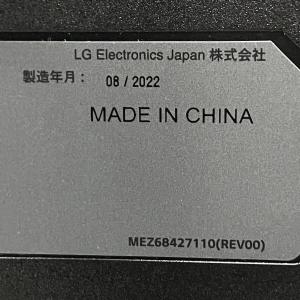 LG Electronics Japan 株式会社
製造年月： 08 / 2022
MADE IN CHINA
MEZ68427110(REV00)